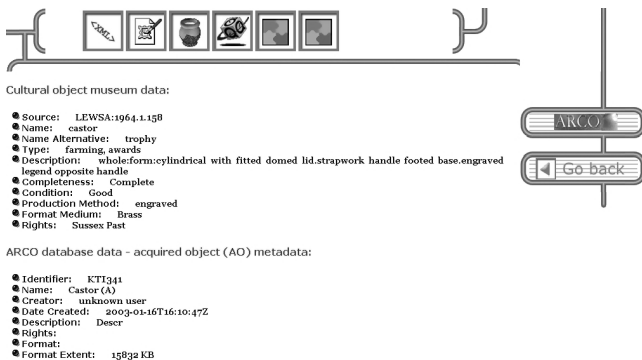 XML
Cultural object museum data:
Source: LEWSA:1964.1.158
Name: castor
Name Alternative: trophy
Type: farming, awards
Description: whole:form:cylindrical with fitted domed lid.strapwork handle footed base.engraved
legend opposite handle
Completeness: Complete
Condition: Good
Production Method: engraved
Format Medium: Brass
Rights: Sussex Past
ARCO
Go back
ARCO database data - acquired object (AO) metadata:
Identifier: KTI341
Name: Castor (A)
Creator: unknown user
Date Created: 2003-01-16T16:10:47Z
Description: Descr
Rights:
Format:
Format Extent: 15832 KB